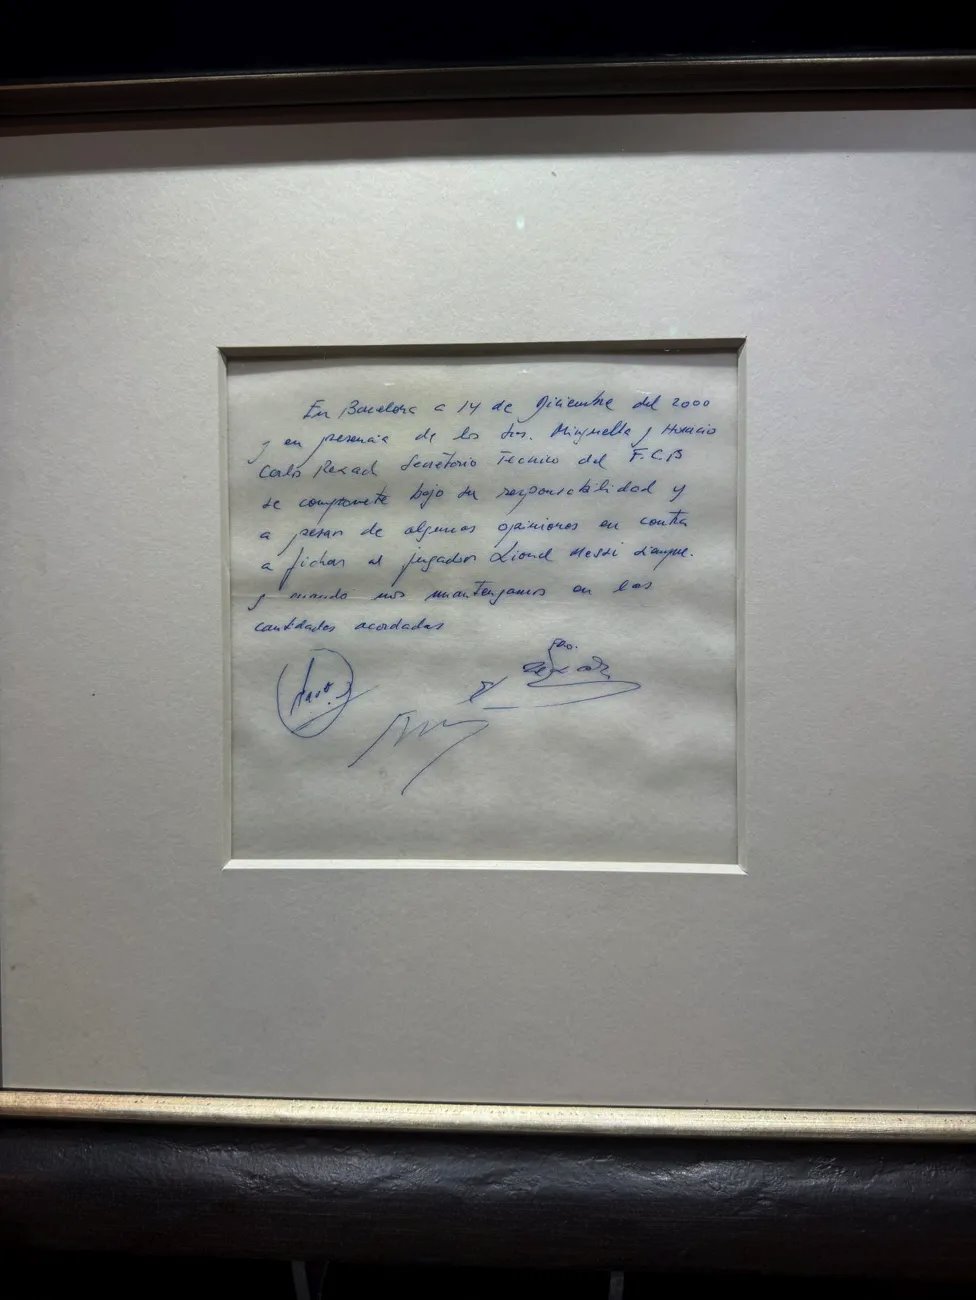 En Barcelona a 14 de Diciembre del 2000
y en presencia de los Srs. Minguella y Horacio
Carlos Rexach Secretario Tecnico del F.C.B
se compromete bajo su responsabilidad y
a pesar de algunas opiniones en contra
a fichar al jugador Lionel Messi siempre
y cuando nos mantengamos en las
cantidades acordadas